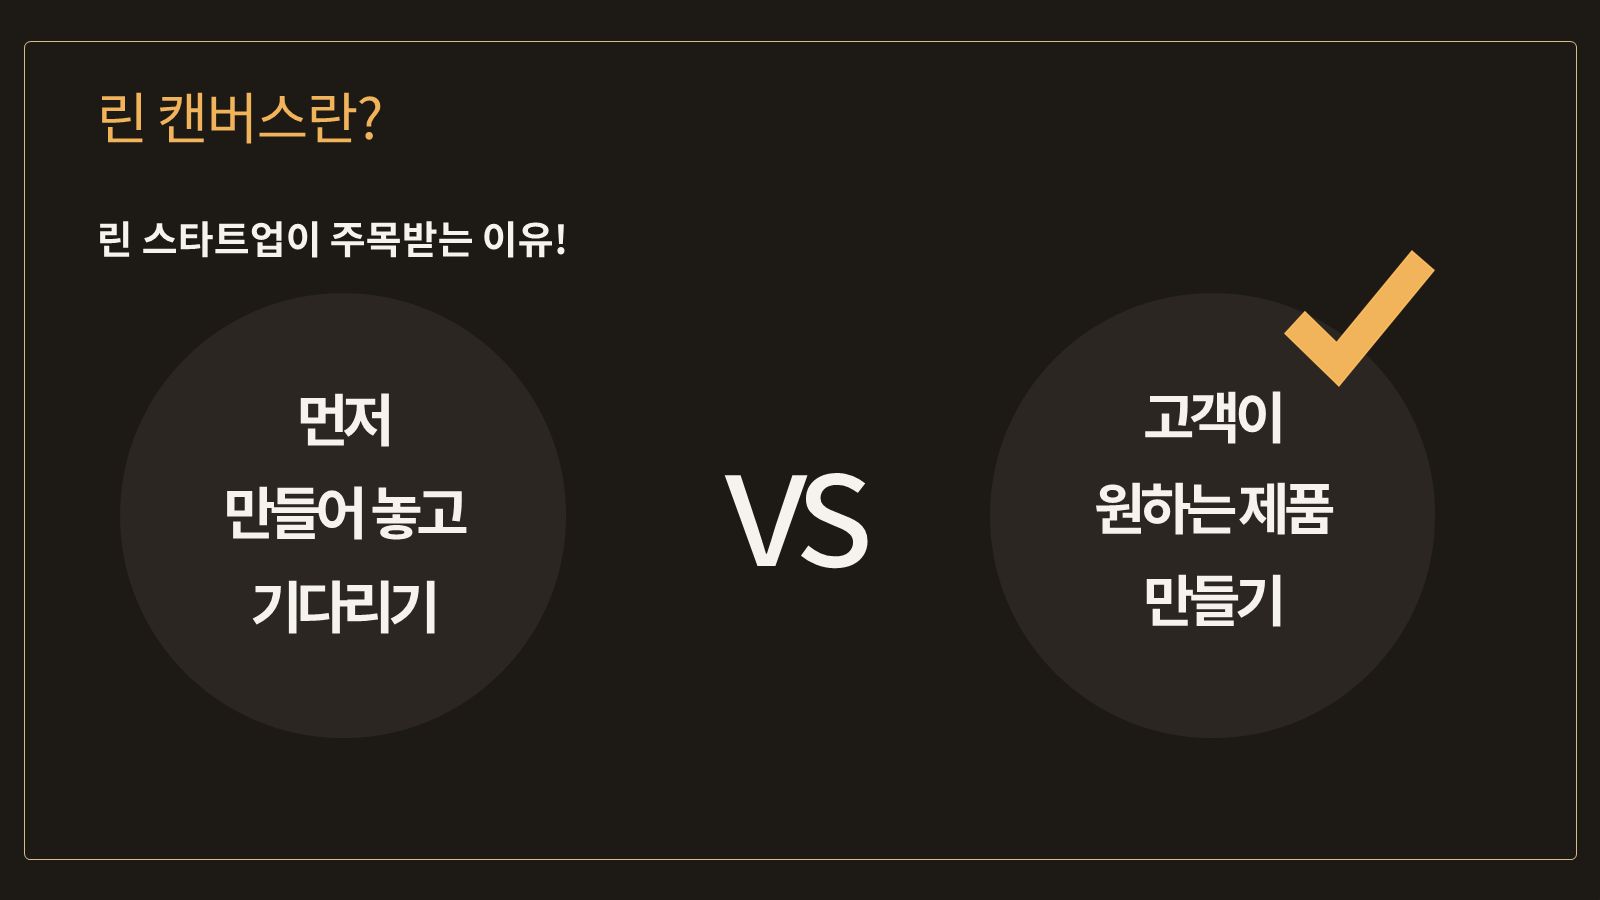 린 캔버스란?
린 스타트업이 주목받는 이유!
먼저
만들어 놓고
기다리기
VS
고객이
원하는 제품
만들기